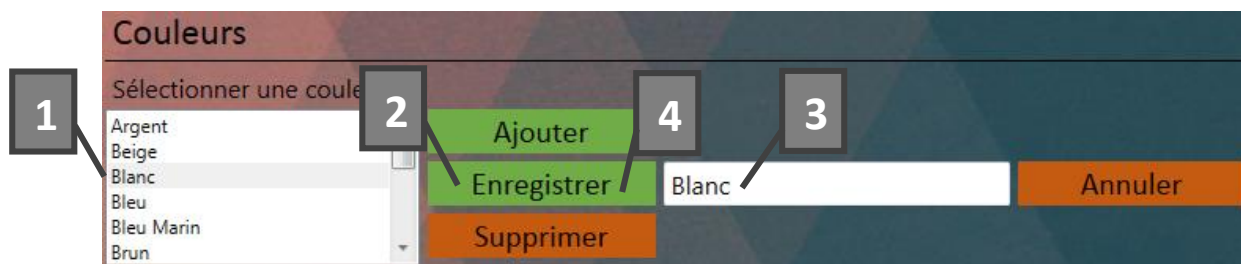 Couleurs
Sélectionner une coule
1
2
4
3
Argent
Beige
Blanc
Bleu
Bleu Marin
Brun
Ajouter
Enregistrer
Blanc
Annuler
Supprimer